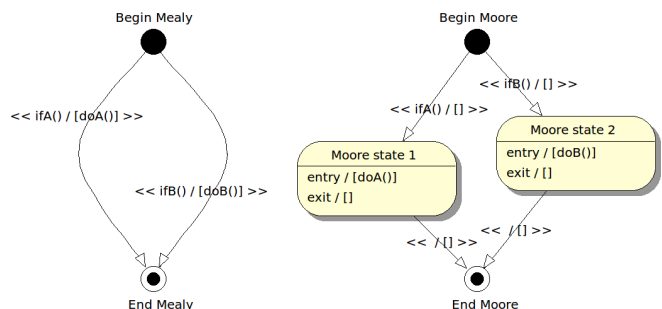 Begin Mealy
<< ifA() / [doA()] >>
<< ifB() / [doB()] >>
End Mealy
Begin Moore
<< ifB() / [] >>
<< ifA() / [] >>
Moore state 1
entry / [doA()]
exit / []
Moore state 2
entry / [doB()]
exit / []
<<  / [] >>
<<  / [] >>
End Moore